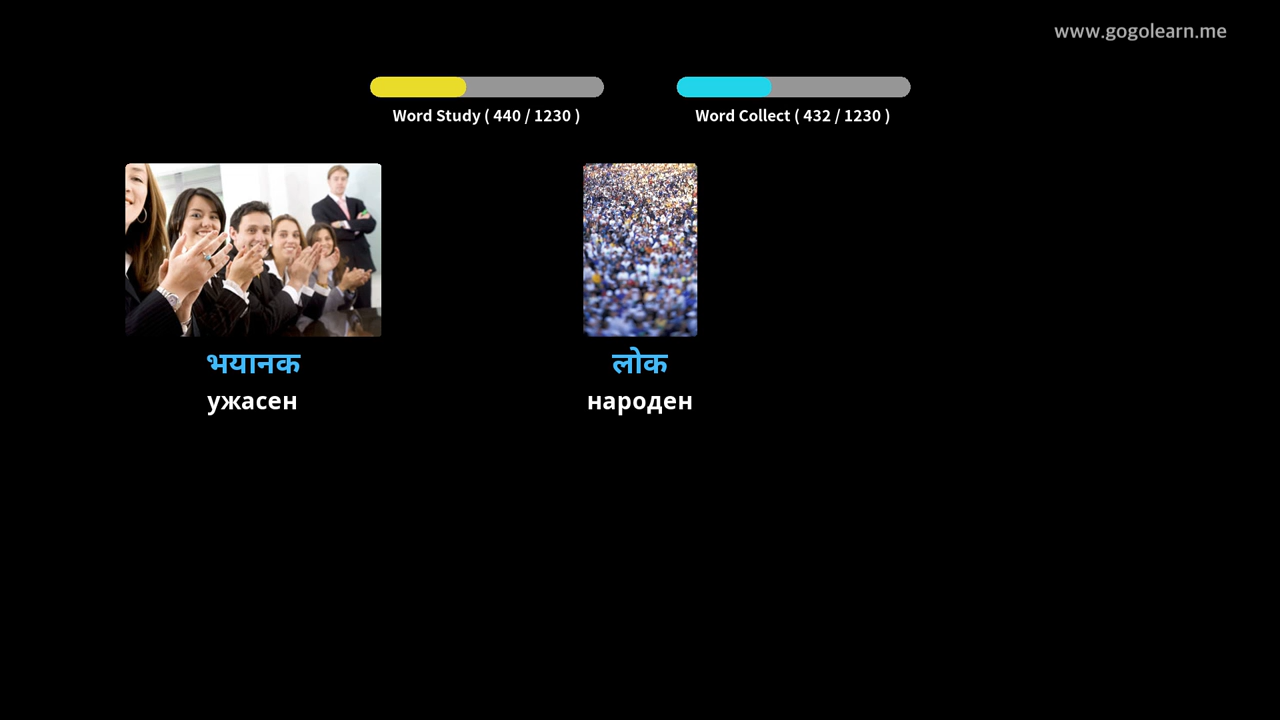 www.gogolearn.me
Word Study ( 440 / 1230 )
Word Collect ( 432 / 1230 )
भयानक
ужасен
लोक
народен